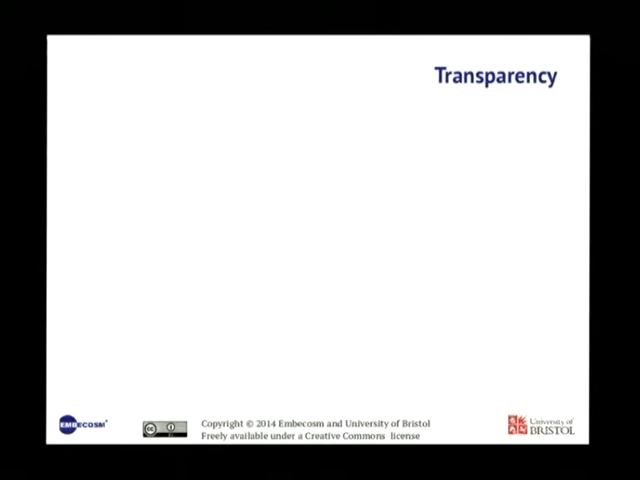 Transparency
EMBECOSM®
Copyright © 2014 Embecosm and University of Bristol
Freely available under a Creative Commons license
University of
BRISTOL